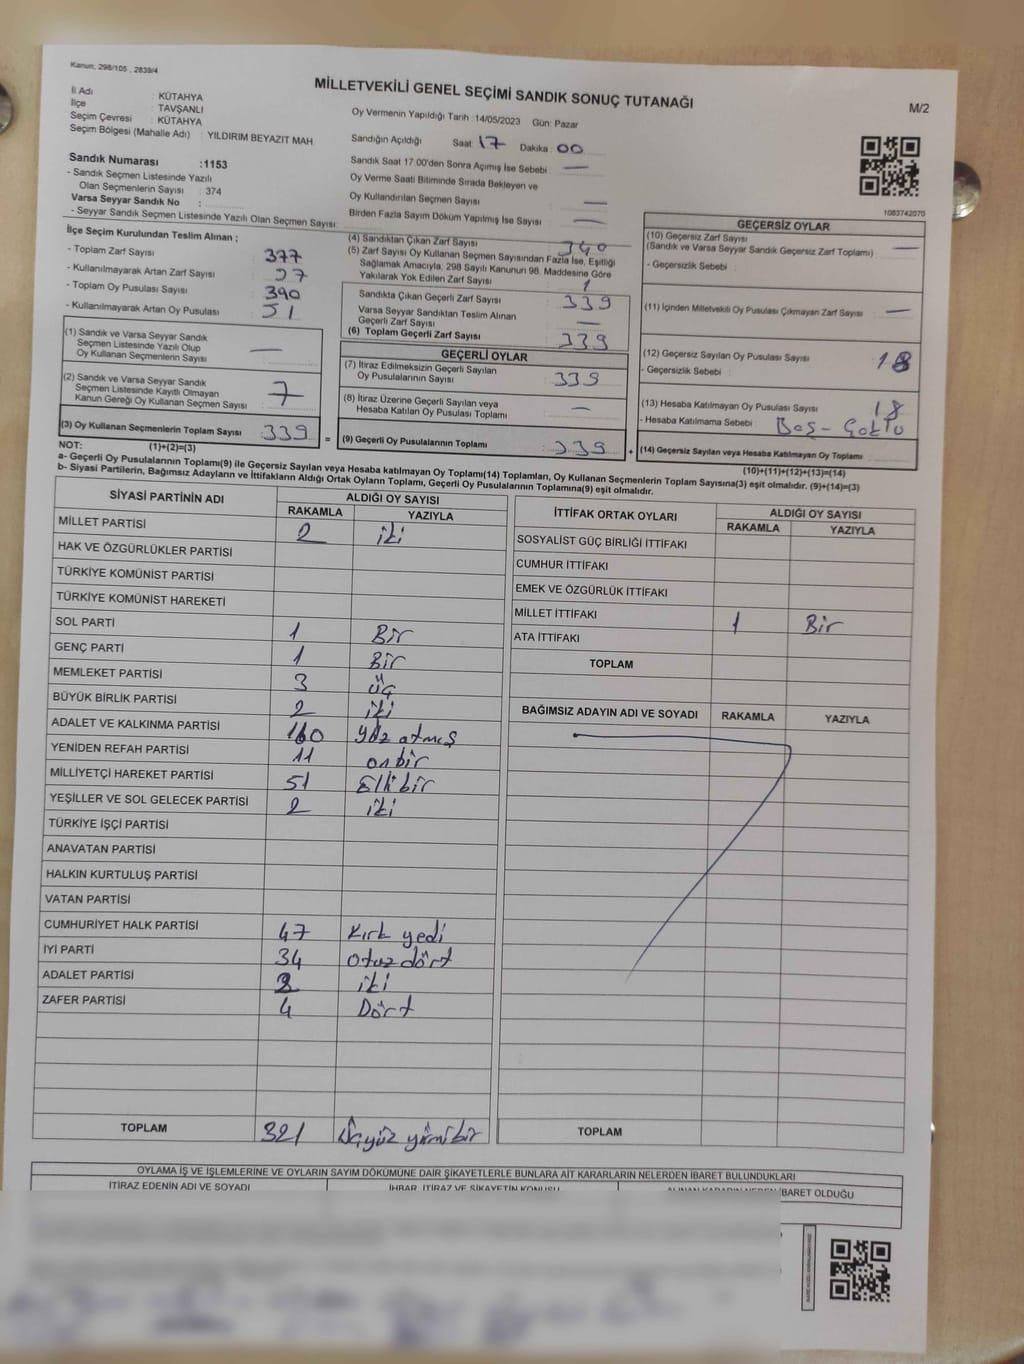 Kanun; 298/105 , 2839/4
MİLLETVEKİLİ GENEL SEÇİMİ SANDIK SONUÇ TUTANAĞI
M/2
İl Adı : KÜTAHYA
İlçe : TAVŞANLI
Seçim Çevresi : KÜTAHYA
Seçim Bölgesi (Mahalle Adı) : YILDIRIM BEYAZIT MAH.
Oy Vermenin Yapıldığı Tarih :14/05/2023 Gün: Pazar
Sandığın Açıldığı Saat: 17 Dakika : 00
Sandık Saat 17:00'den Sonra Açımış İse Sebebi : —
Oy Verme Saati Bitiminde Sırada Bekleyen ve
Oy Kullandırılan Seçmen Sayısı : —
Birden Fazla Sayım Döküm Yapılmış İse Sayısı : —
Sandık Numarası :1153
- Sandık Seçmen Listesinde Yazılı
Olan Seçmenlerin Sayısı : 374
Varsa Seyyar Sandık No :
- Seyyar Sandık Seçmen Listesinde Yazılı Olan Seçmen Sayısı:
1083742070
İlçe Seçim Kurulundan Teslim Alınan ;
- Toplam Zarf Sayısı : 377
- Kullanılmayarak Artan Zarf Sayısı : 37
- Toplam Oy Pusulası Sayısı : 390
- Kullanılmayarak Artan Oy Pusulası : 51
(1) Sandık ve Varsa Seyyar Sandık
Seçmen Listesinde Yazılı Olup
Oy Kullanan Seçmenlerin Sayısı : —
(2) Sandık ve Varsa Seyyar Sandık
Seçmen Listesinde Kayıtlı Olmayan
Kanun Gereği Oy Kullanan Seçmen Sayısı : 7
(3) Oy Kullanan Seçmenlerin Toplam Sayısı : 339
(4) Sandıktan Çıkan Zarf Sayısı : 340
(5) Zarf Sayısı Oy Kullanan Seçmen Sayısından Fazla İse, Eşitliği
Sağlamak Amacıyla; 298 Sayılı Kanunun 98. Maddesine Göre
Yakılarak Yok Edilen Zarf Sayısı : 1
Sandıkta Çıkan Geçerli Zarf Sayısı : 339
Varsa Seyyar Sandıktan Teslim Alınan
Geçerli Zarf Sayısı : —
(6) Toplam Geçerli Zarf Sayısı : 339
GEÇERLİ OYLAR
(7) İtiraz Edilmeksizin Geçerli Sayılan
Oy Pusulalarının Sayısı : 339
(8) İtiraz Üzerine Geçerli Sayılan veya
Hesaba Katılan Oy Pusulası Toplamı : —
= (9) Geçerli Oy Pusulalarının Toplamı : 339 +
GEÇERSİZ OYLAR
(10) Geçersiz Zarf Sayısı
(Sandık ve Varsa Seyyar Sandık Geçersiz Zarf Toplamı) : —
- Geçersizlik Sebebi :
(11) İçinden Milletvekili Oy Pusulası Çıkmayan Zarf Sayısı : —
(12) Geçersiz Sayılan Oy Pusulası Sayısı : 18
- Geçersizlik Sebebi :
(13) Hesaba Katılmayan Oy Pusulası Sayısı : 18
- Hesaba Katılmama Sebebi : Boş - Çoklu
(14) Geçersiz Sayılan veya Hesaba Katılmayan Oy Toplamı :
NOT: (1)+(2)=(3)
(10)+(11)+(12)+(13)=(14)
a- Geçerli Oy Pusulalarının Toplamı(9) ile Geçersiz Sayılan veya Hesaba katılmayan Oy Toplamı(14) Toplamları, Oy Kullanan Seçmenlerin Toplam Sayısına(3) eşit olmalıdır. (9)+(14)=(3)
b- Siyasi Partilerin, Bağımsız Adayların ve İttifakların Aldığı Ortak Oyların Toplamı, Geçerli Oy Pusulalarının Toplamına(9) eşit olmalıdır.
SİYASİ PARTİNİN ADI ALDIĞI OY SAYISI
RAKAMLA YAZIYLA
MİLLET PARTİSİ 2 iki
HAK VE ÖZGÜRLÜKLER PARTİSİ
TÜRKİYE KOMÜNİST PARTİSİ
TÜRKİYE KOMÜNİST HAREKETİ
SOL PARTİ 1 Bir
GENÇ PARTİ 1 Bir
MEMLEKET PARTİSİ 3 üç
BÜYÜK BİRLİK PARTİSİ 2 iki
ADALET VE KALKINMA PARTİSİ 160 yüz atmış
YENİDEN REFAH PARTİSİ 11 onbir
MİLLİYETÇİ HAREKET PARTİSİ 51 Ellibir
YEŞİLLER VE SOL GELECEK PARTİSİ 2 iki
TÜRKİYE İŞÇİ PARTİSİ
ANAVATAN PARTİSİ
HALKIN KURTULUŞ PARTİSİ
VATAN PARTİSİ
CUMHURİYET HALK PARTİSİ 47 Kırk yedi
İYİ PARTİ 34 Otuz dört
ADALET PARTİSİ 2 iki
ZAFER PARTİSİ 4 Dört
TOPLAM 321 Üçyüz yirmi bir
İTTİFAK ORTAK OYLARI ALDIĞI OY SAYISI
RAKAMLA YAZIYLA
SOSYALİST GÜÇ BİRLİĞİ İTTİFAKI
CUMHUR İTTİFAKI
EMEK VE ÖZGÜRLÜK İTTİFAKI
MİLLET İTTİFAKI 1 Bir
ATA İTTİFAKI
TOPLAM
BAĞIMSIZ ADAYIN ADI VE SOYADI RAKAMLA YAZIYLA
TOPLAM
OYLAMA İŞ VE İŞLEMLERİNE VE OYLARIN SAYIM DÖKÜMÜNE DAİR ŞİKAYETLERLE BUNLARA AİT KARARLARIN NELERDEN İBARET BULUNDUKLARI
İTİRAZ EDENİN ADI VE SOYADI İHBAR, İTİRAZ VE ŞİKAYETİN KONUSU ALINAN KARARIN NEDEN İBARET OLDUĞU